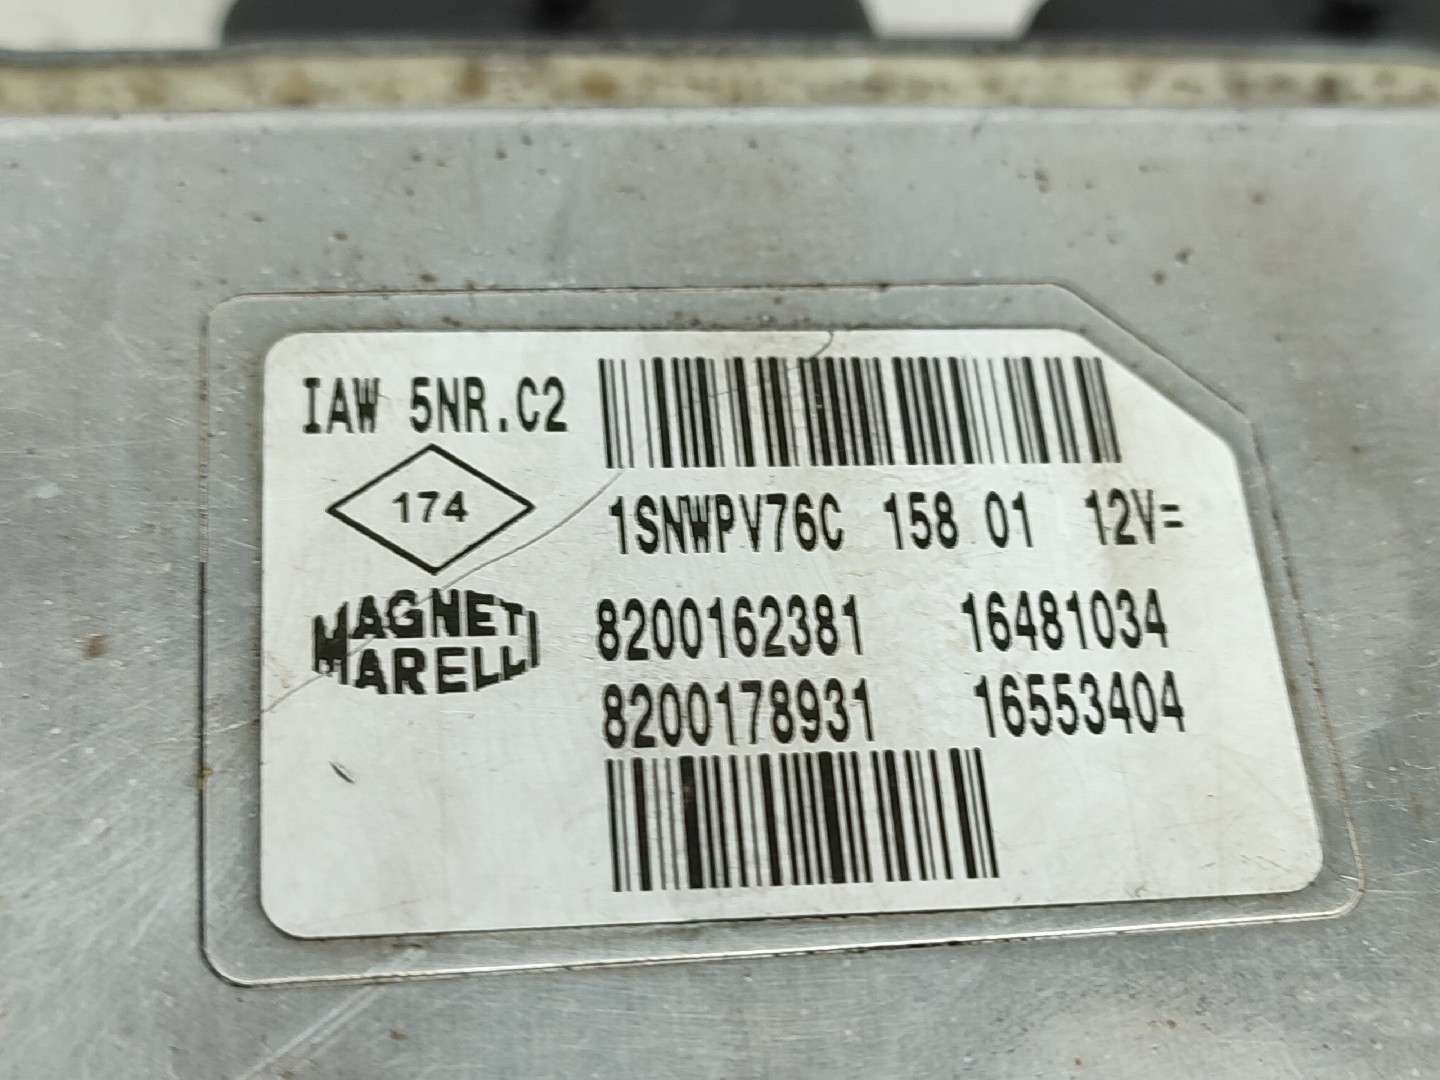 IAW 5NR.C2
174
1SNWPV76C 158 01 12V=
MAGNETI
MARELLI
8200162381 16481034
8200178931 16553404